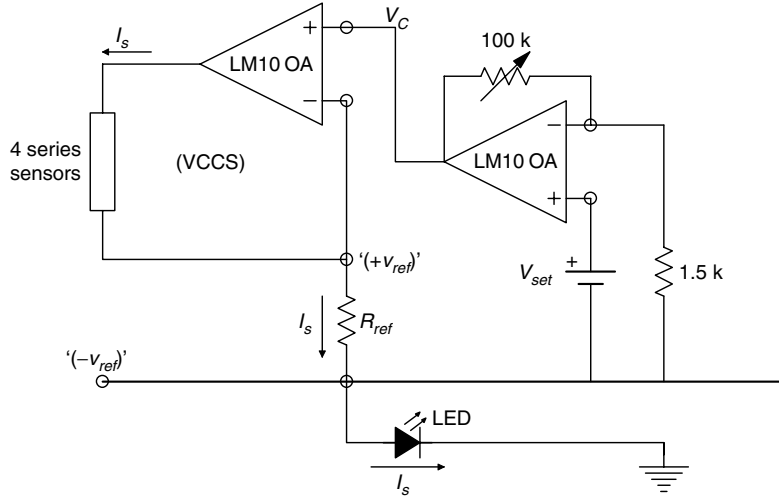 I_s
LM10 OA
+
−
V_C
100 k
LM10 OA
−
+
4 series
sensors
(VCCS)
‘(+v_ref)’
V_set
+
1.5 k
I_s
R_ref
‘(−v_ref)’
LED
I_s